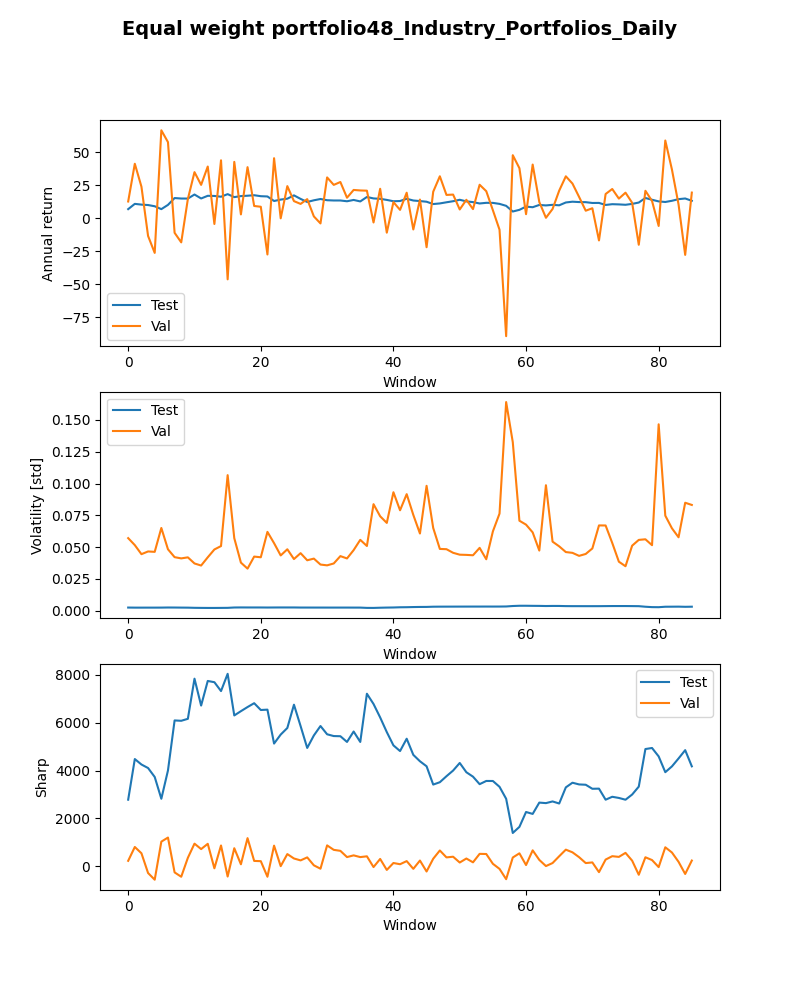 Equal weight portfolio48_Industry_Portfolios_Daily
Annual return
50
25
0
−25
−50
−75
Test
Val
0 20 40 60 80
Window
Volatility [std]
0.150
0.125
0.100
0.075
0.050
0.025
0.000
Test
Val
0 20 40 60 80
Window
Sharp
8000
6000
4000
2000
0
Test
Val
0 20 40 60 80
Window